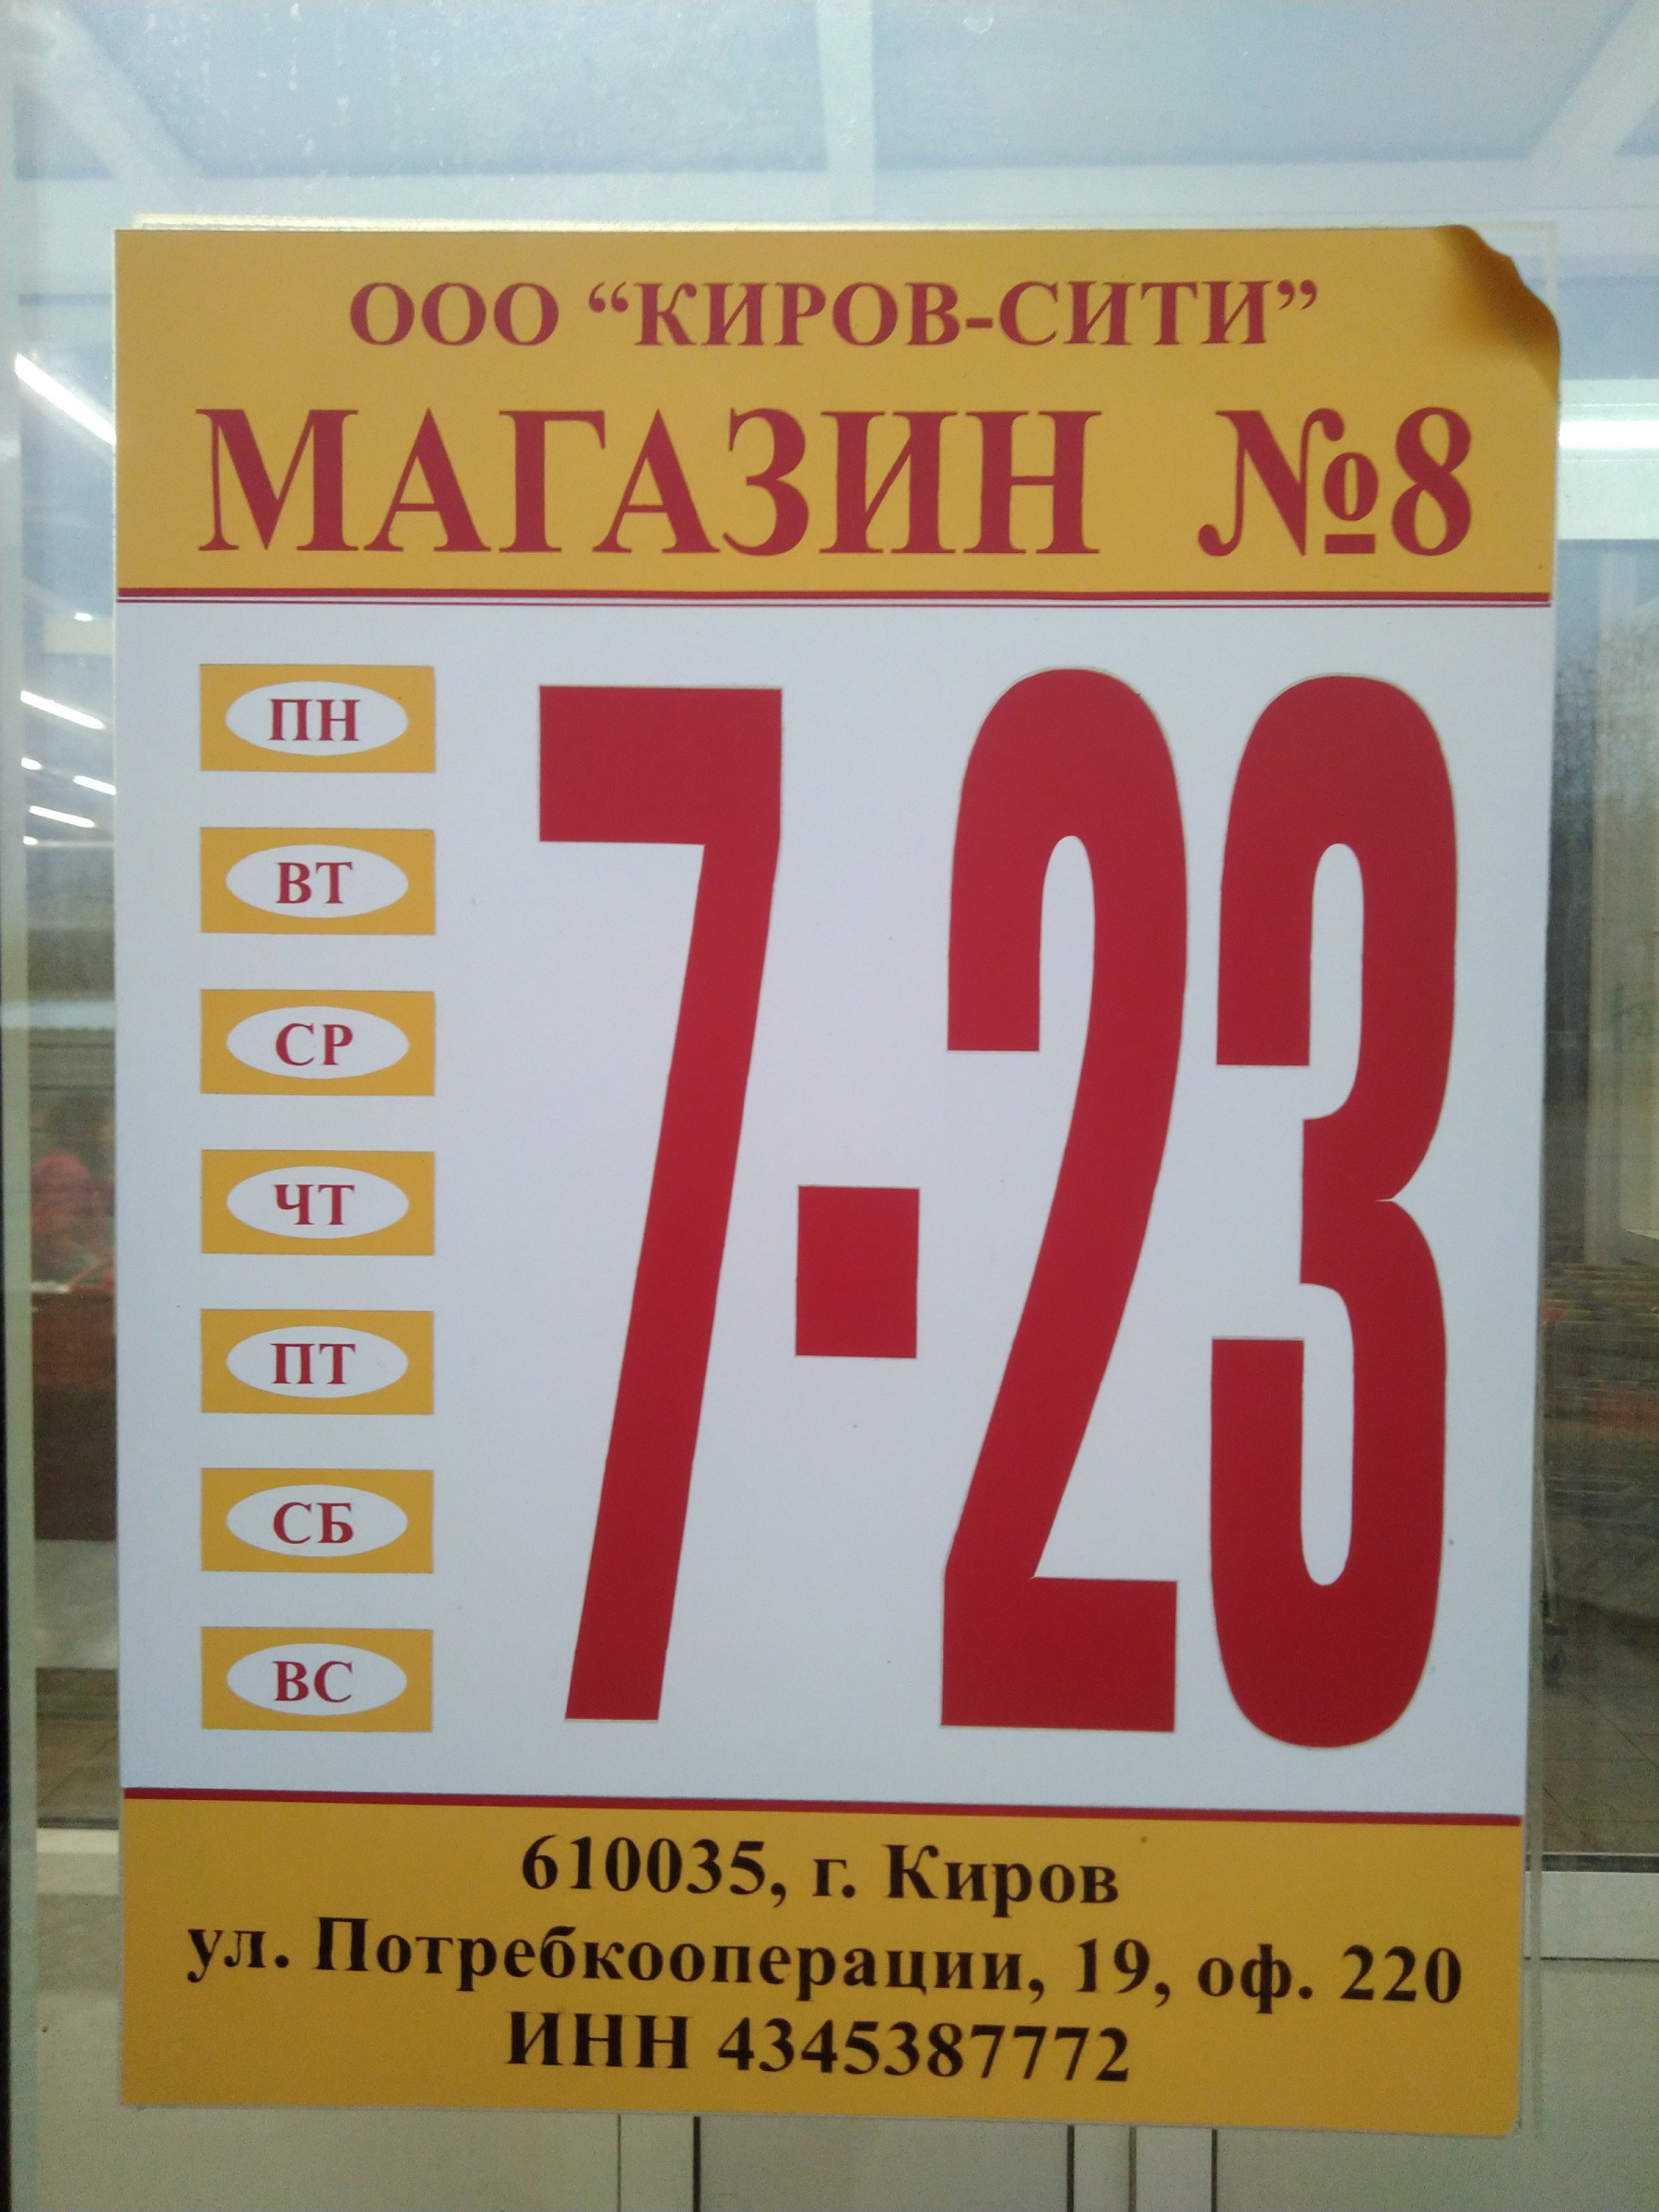 ООО “КИРОВ-СИТИ”
МАГАЗИН №8
ПН
ВТ
СР
ЧТ
ПТ
СБ
ВС
7-23
610035, г. Киров
ул. Потребкооперации, 19, оф. 220
ИНН 4345387772